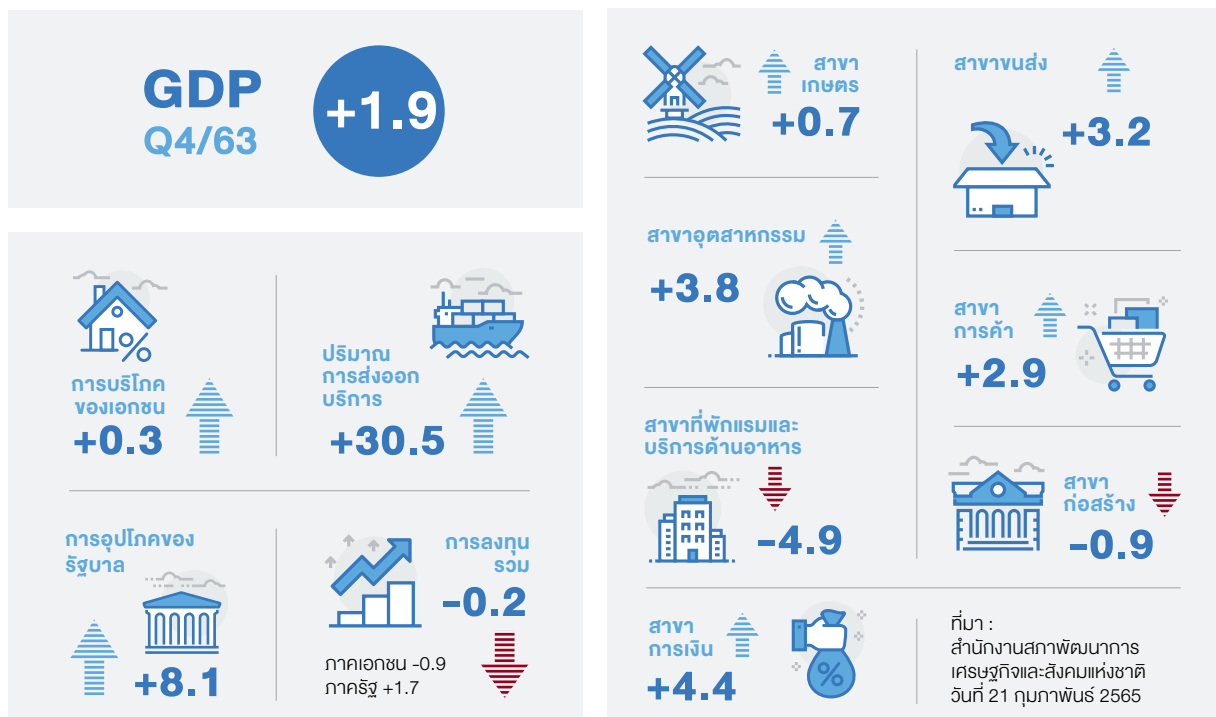 GDP
Q4/63
+1.9
การบริโภค
ของเอกชน
+0.3
ปริมาณ
การส่งออก
บริการ
+30.5
การอุปโภคของ
รัฐบาล
+8.1
การลงทุน
รวม
-0.2
ภาคเอกชน -0.9
ภาครัฐ +1.7
สาขา
เกษตร
+0.7
สาขาขนส่ง
+3.2
สาขาอุตสาหกรรม
+3.8
สาขา
การค้า
+2.9
สาขาที่พักแรมและ
บริการด้านอาหาร
-4.9
สาขา
ก่อสร้าง
-0.9
สาขา
การเงิน
+4.4
ที่มา :
สำนักงานสภาพัฒนาการ
เศรษฐกิจและสังคมแห่งชาติ
วันที่ 21 กุมภาพันธ์ 2565